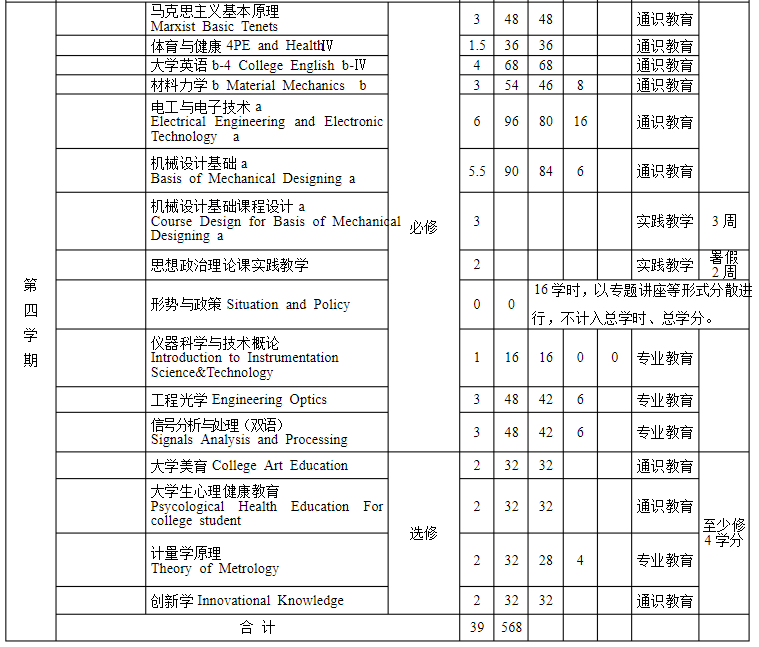 马克思主义基本原理
Marxist Basic Tenets
3 48 48 通识教育
体育与健康 4PE and HealthⅣ 1.5 36 36 通识教育
大学英语 b-4 College English b-Ⅳ 4 68 68 通识教育
材料力学 b Material Mechanics b 3 54 46 8 通识教育
电工与电子技术 a
Electrical Engineering and Electronic
Technology a
6 96 80 16 通识教育
机械设计基础 a
Basis of Mechanical Designing a
5.5 90 84 6 通识教育
机械设计基础课程设计 a
Course Design for Basis of Mechanical
Designing a
必修
3 实践教学 3 周
思想政治理论课实践教学 2 实践教学 暑假
2 周
第
四
学
期
形势与政策 Situation and Policy 0 0 16 学时，以专题讲座等形式分散进
行，不计入总学时、总学分。
仪器科学与技术概论
Introduction to Instrumentation
Science&Technology
1 16 16 0 0 专业教育
工程光学 Engineering Optics 3 48 42 6 专业教育
信号分析与处理（双语）
Signals Analysis and Processing
3 48 42 6 专业教育
大学美育 College Art Education 2 32 32 通识教育
大学生心理健康教育
Psycological Health Education For
college student
2 32 32 通识教育
选修
至少修
4 学分
计量学原理
Theory of Metrology
2 32 28 4 专业教育
创新学 Innovational Knowledge 2 32 32 通识教育
合 计 39 568